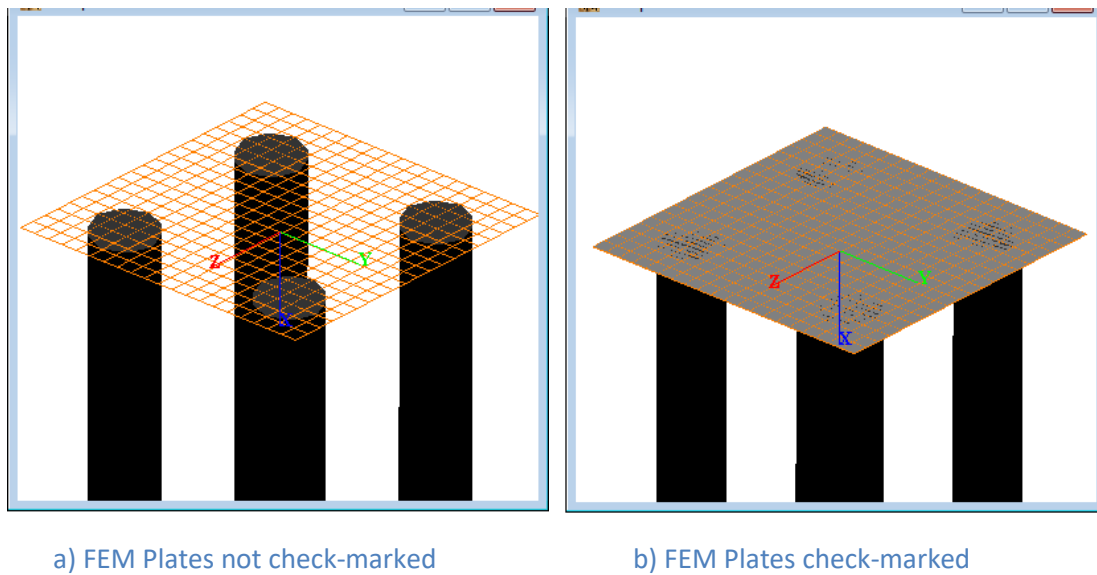 Z
Y
X
Z
Y
X
a) FEM Plates not check-marked
b) FEM Plates check-marked